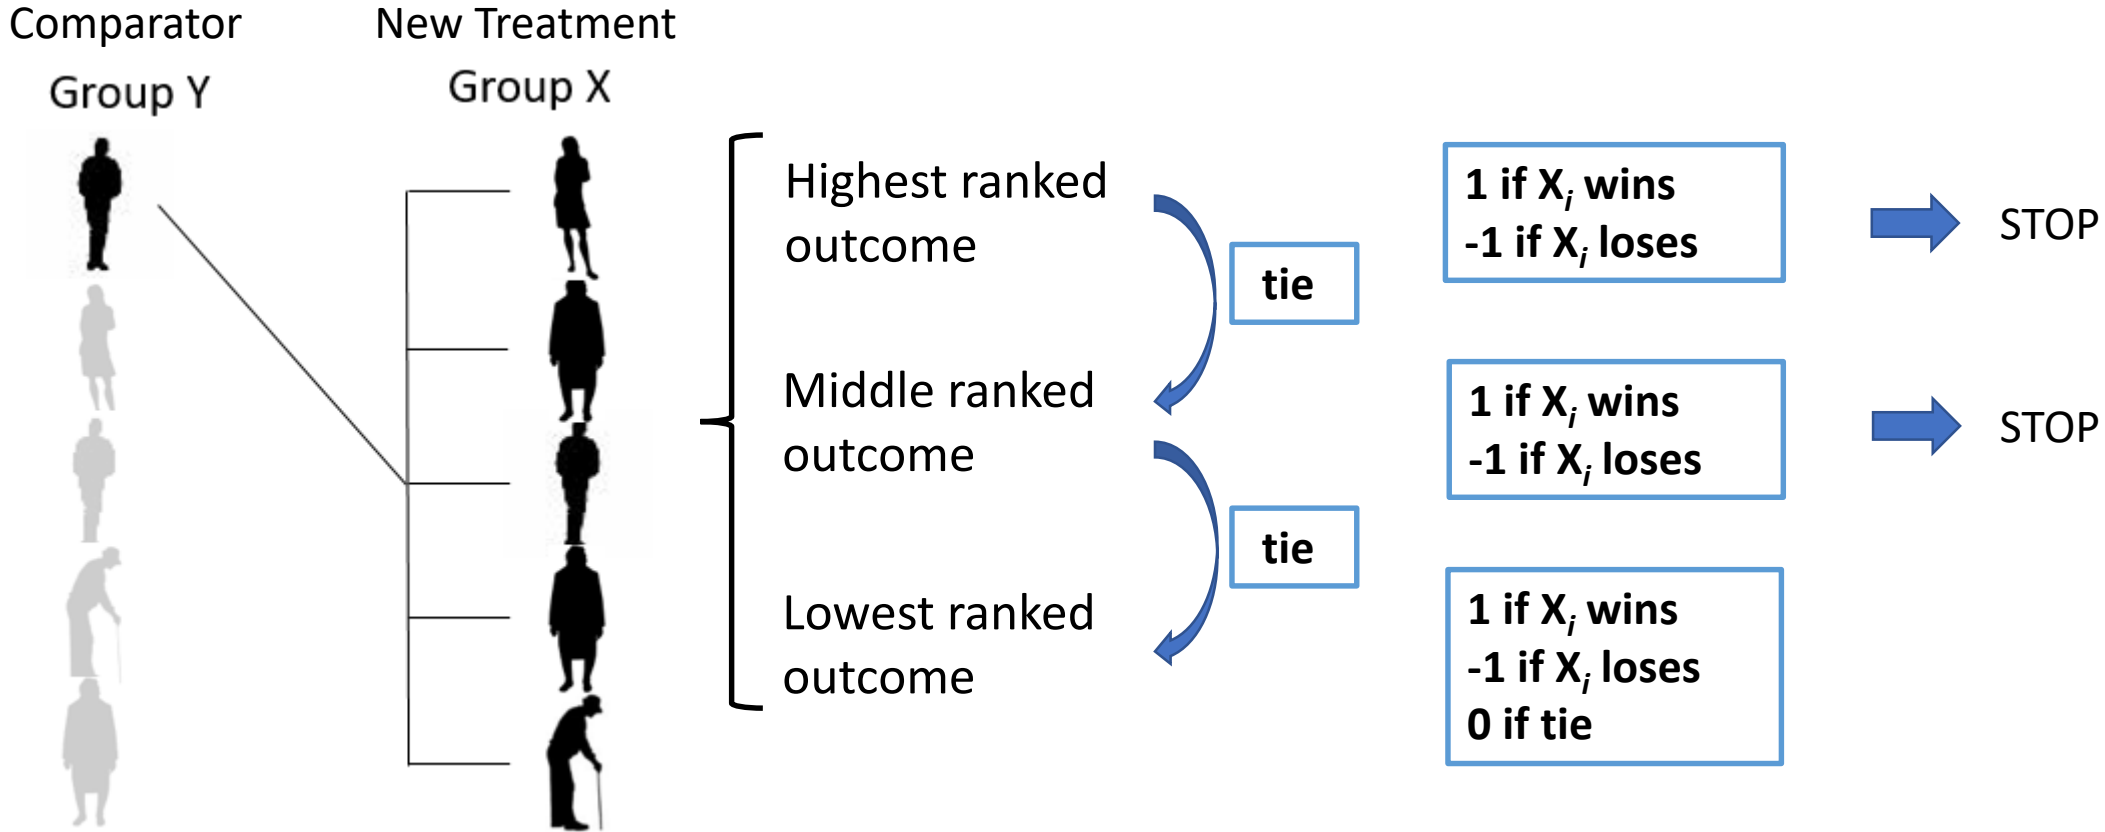 Comparator
New Treatment
Group Y
Group X
Highest ranked
outcome
tie
1 if Xi wins
-1 if Xi loses
STOP
Middle ranked
outcome
tie
1 if Xi wins
-1 if Xi loses
STOP
Lowest ranked
outcome
1 if Xi wins
-1 if Xi loses
0 if tie